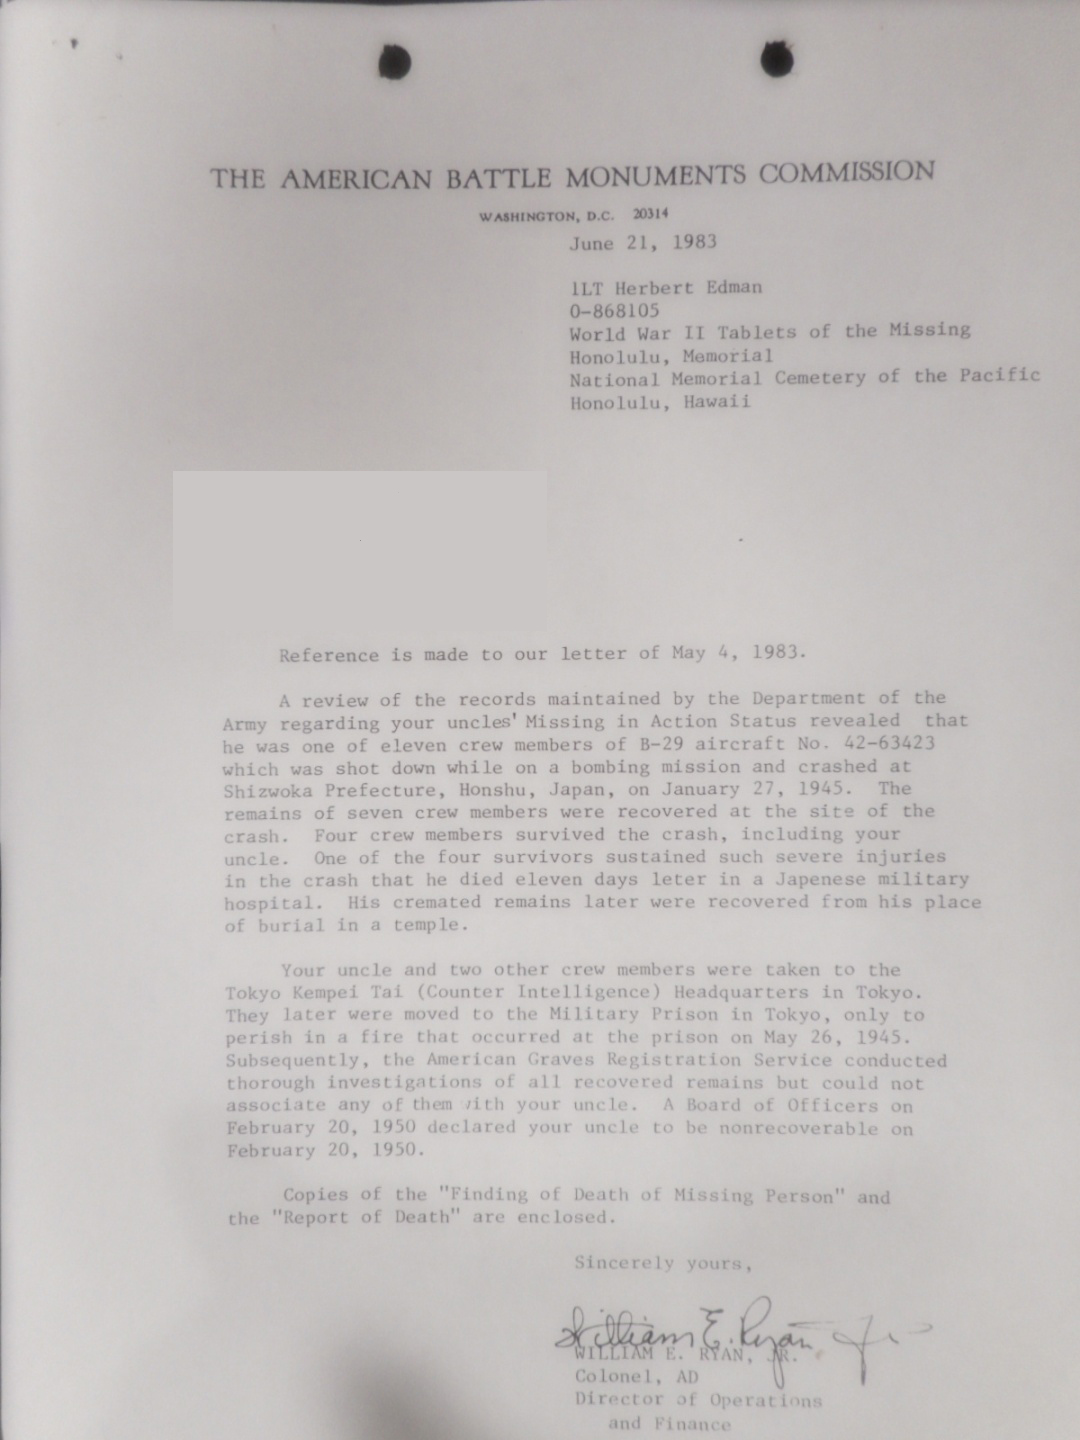 THE AMERICAN BATTLE MONUMENTS COMMISSION
WASHINGTON, D.C. 20314
June 21, 1983
1LT Herbert Edman
O-868105
World War II Tablets of the Missing
Honolulu, Memorial
National Memorial Cemetery of the Pacific
Honolulu, Hawaii
Reference is made to our letter of May 4, 1983.
A review of the records maintained by the Department of the
Army regarding your uncles' Missing in Action Status revealed that
he was one of eleven crew members of B-29 aircraft No. 42-63423
which was shot down while on a bombing mission and crashed at
Shizwoka Prefecture, Honshu, Japan, on January 27, 1945. The
remains of seven crew members were recovered at the site of the
crash. Four crew members survived the crash, including your
uncle. One of the four survivors sustained such severe injuries
in the crash that he died eleven days leter in a Japenese military
hospital. His cremated remains later were recovered from his place
of burial in a temple.
Your uncle and two other crew members were taken to the
Tokyo Kempei Tai (Counter Intelligence) Headquarters in Tokyo.
They later were moved to the Military Prison in Tokyo, only to
perish in a fire that occurred at the prison on May 26, 1945.
Subsequently, the American Graves Registration Service conducted
thorough investigations of all recovered remains but could not
associate any of them with your uncle. A Board of Officers on
February 20, 1950 declared your uncle to be nonrecoverable on
February 20, 1950.
Copies of the "Finding of Death of Missing Person" and
the "Report of Death" are enclosed.
Sincerely yours,
William E. Ryan Jr
WILLIAM E. RYAN, JR.
Colonel, AD
Director of Operations
and Finance